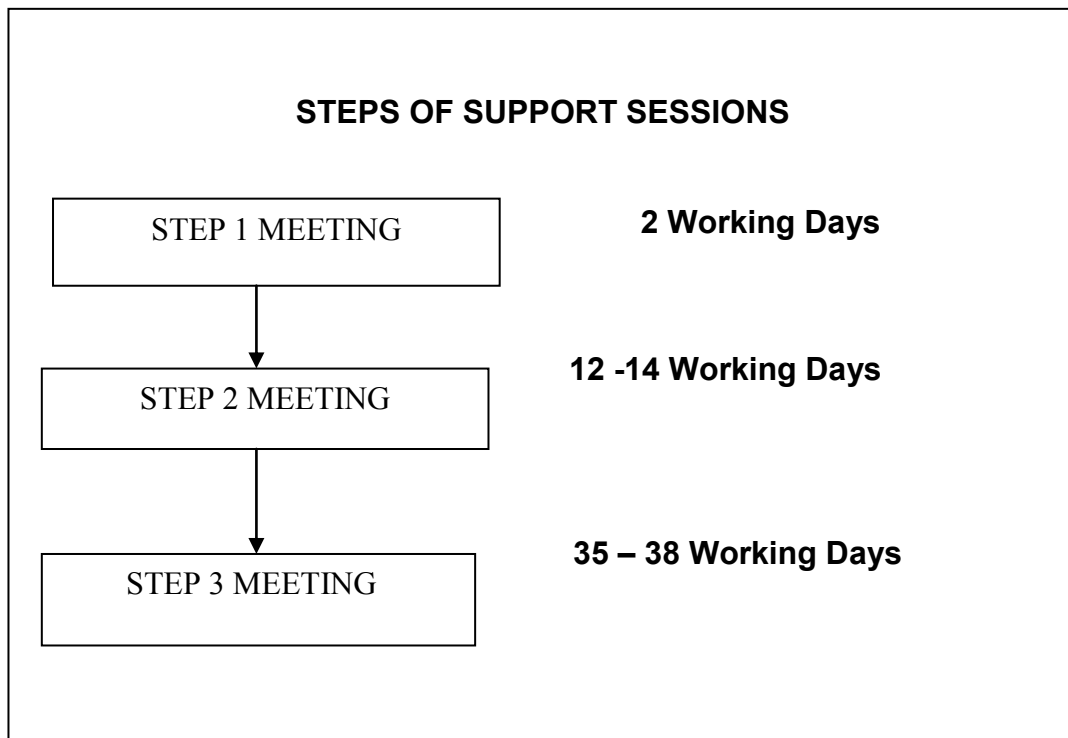 STEPS OF SUPPORT SESSIONS
STEP 1 MEETING
2 Working Days
STEP 2 MEETING
12 -14 Working Days
STEP 3 MEETING
35 – 38 Working Days